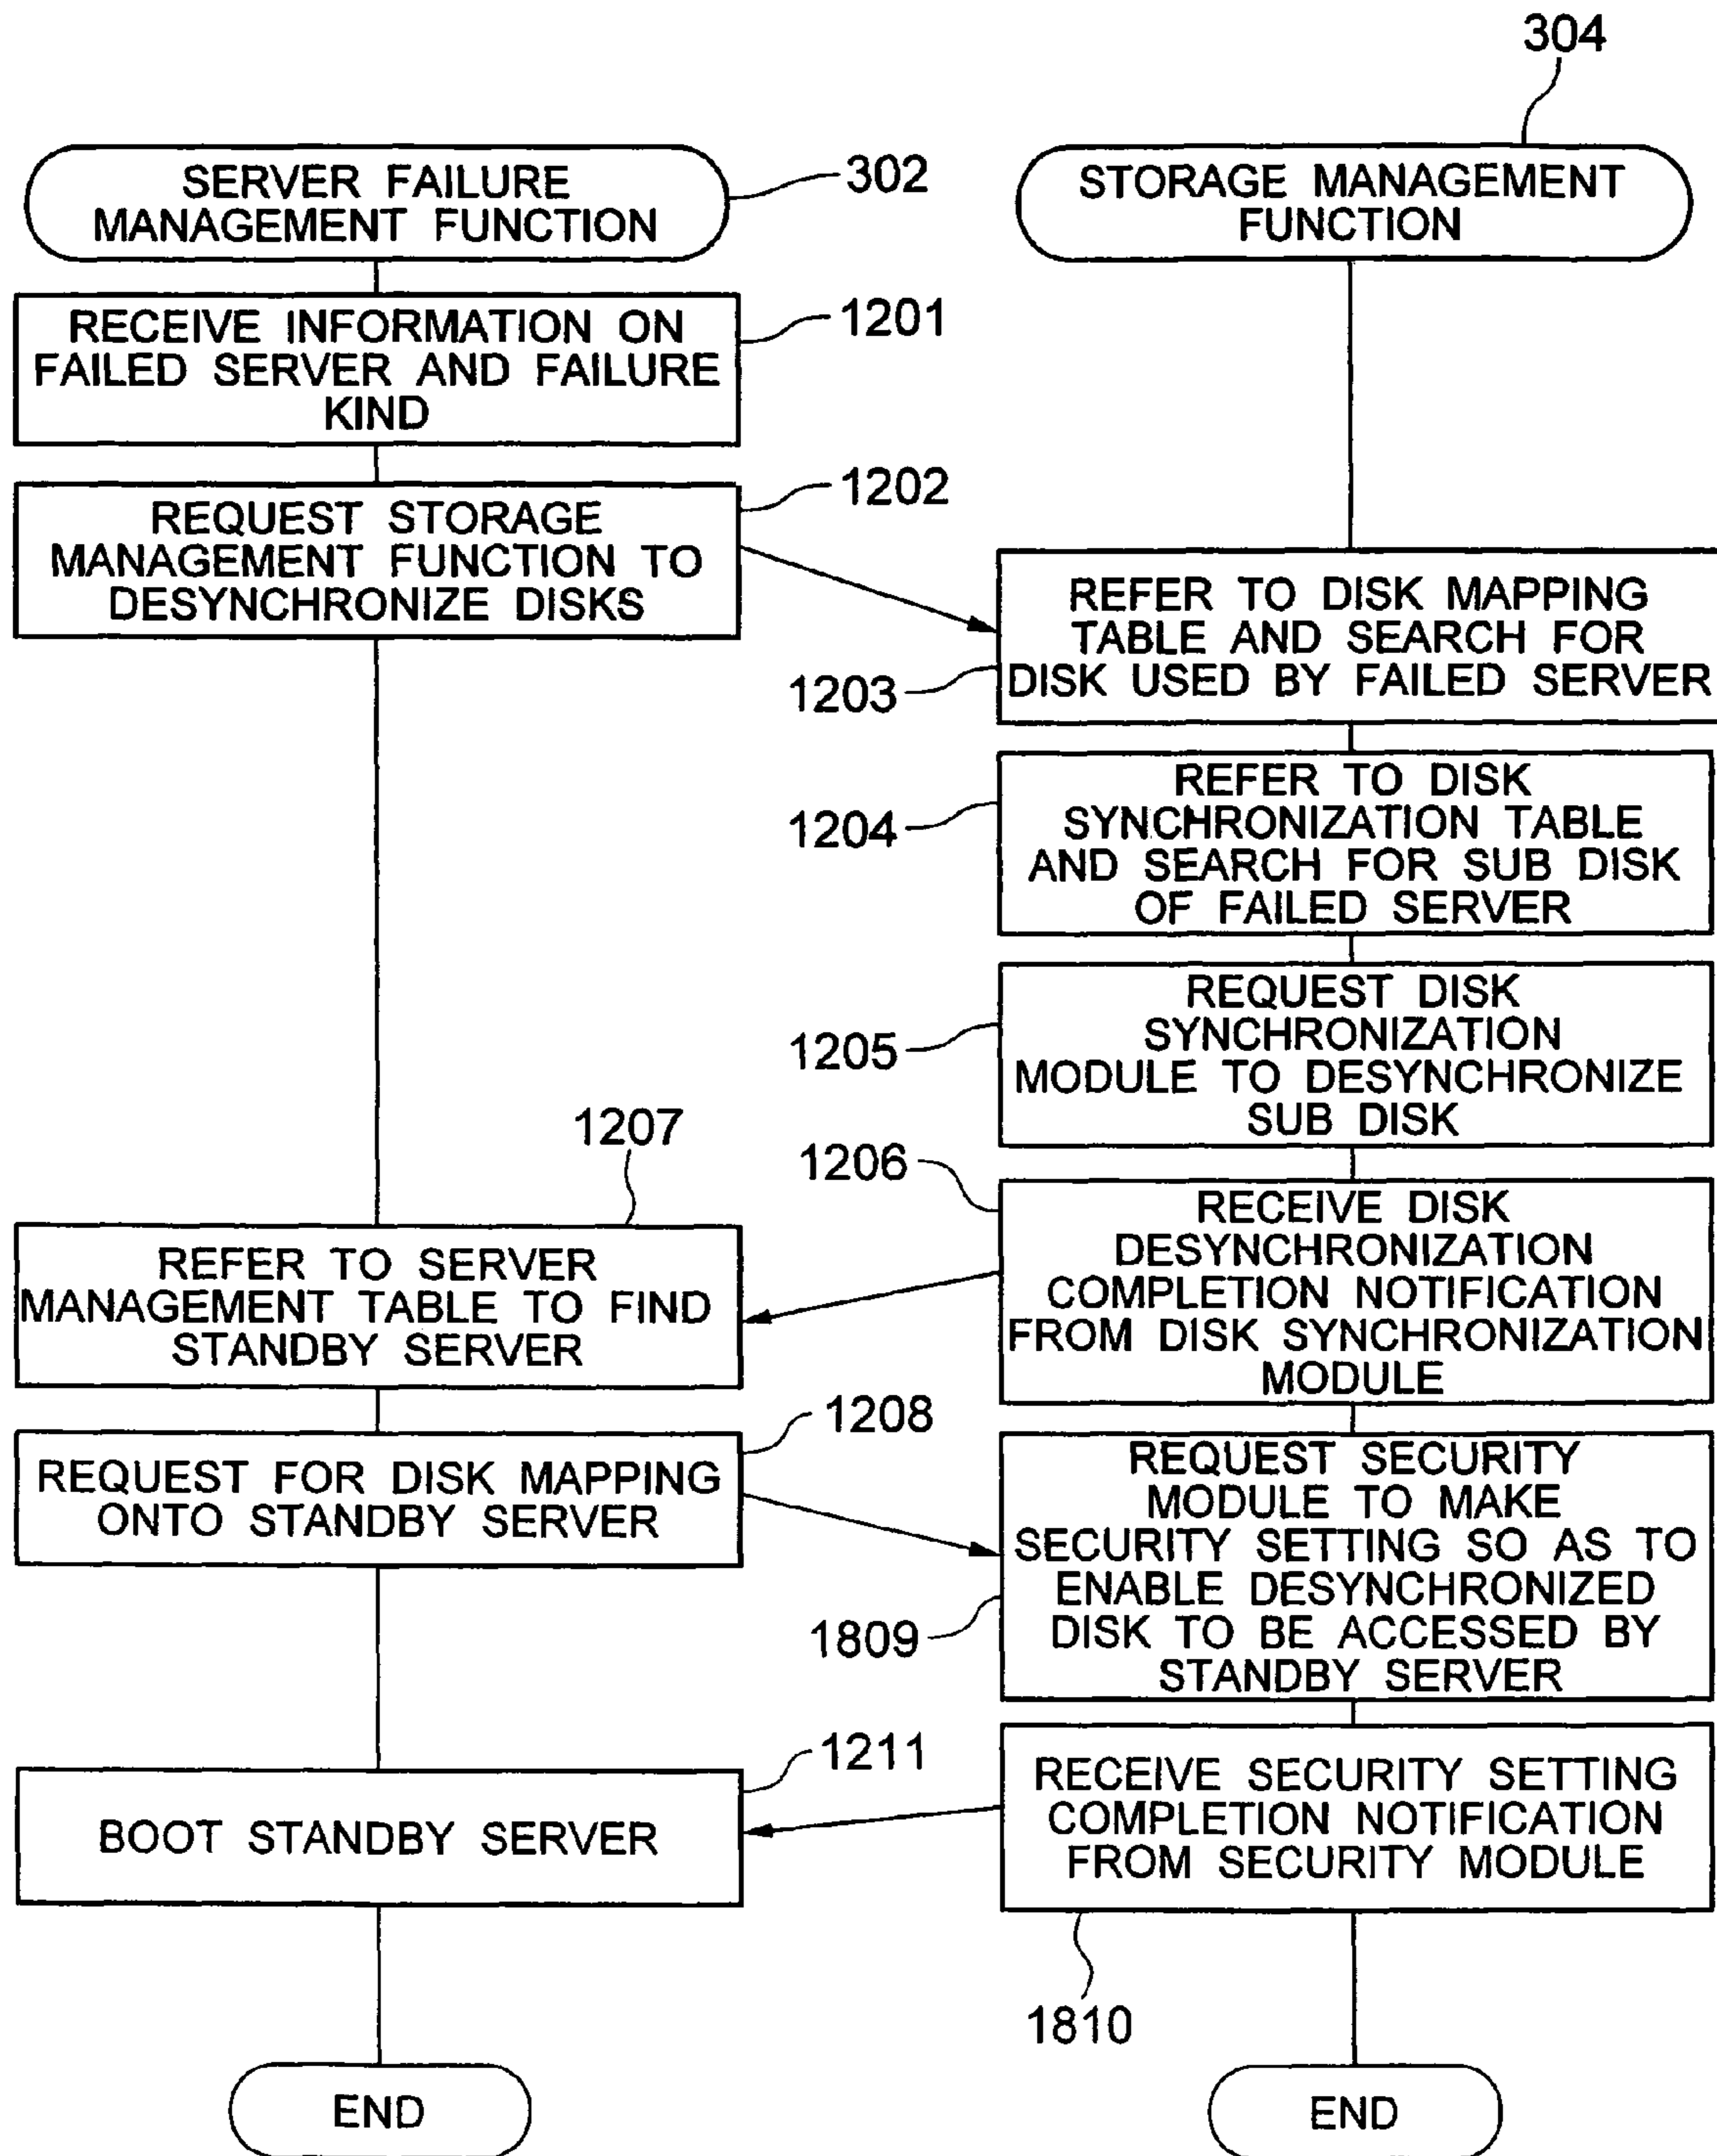 304
SERVER FAILURE
MANAGEMENT FUNCTION
302
STORAGE MANAGEMENT
FUNCTION
RECEIVE INFORMATION ON
FAILED SERVER AND FAILURE
KIND
1201
REQUEST STORAGE
MANAGEMENT FUNCTION TO
DESYNCHRONIZE DISKS
1202
REFER TO DISK MAPPING
TABLE AND SEARCH FOR
DISK USED BY FAILED SERVER
1203
REFER TO DISK
SYNCHRONIZATION TABLE
AND SEARCH FOR SUB DISK
OF FAILED SERVER
1204
REQUEST DISK
SYNCHRONIZATION
MODULE TO DESYNCHRONIZE
SUB DISK
1205
1206
RECEIVE DISK
DESYNCHRONIZATION
COMPLETION NOTIFICATION
FROM DISK SYNCHRONIZATION
MODULE
1207
REFER TO SERVER
MANAGEMENT TABLE TO FIND
STANDBY SERVER
1208
REQUEST FOR DISK MAPPING
ONTO STANDBY SERVER
REQUEST SECURITY
MODULE TO MAKE
SECURITY SETTING SO AS TO
ENABLE DESYNCHRONIZED
DISK TO BE ACCESSED BY
STANDBY SERVER
1809
RECEIVE SECURITY SETTING
COMPLETION NOTIFICATION
FROM SECURITY MODULE
1810
1211
BOOT STANDBY SERVER
END
END